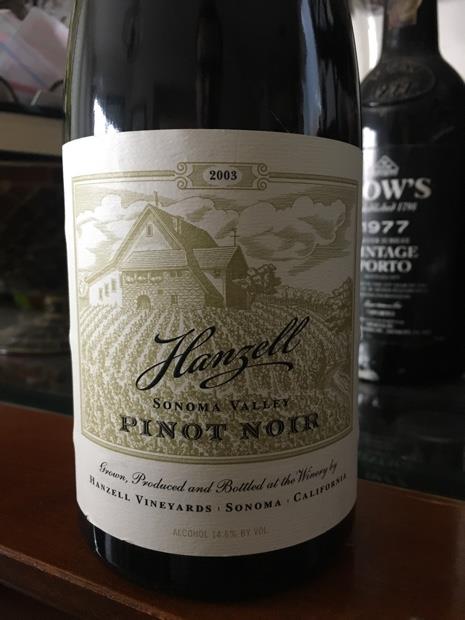 2003
Hanzell
SONOMA VALLEY
PINOT NOIR
Grown, Produced and Bottled at the Winery by
HANZELL VINEYARDS · SONOMA · CALIFORNIA
ALCOHOL 14.6% BY VOL.
OW'S
1977
PORTO